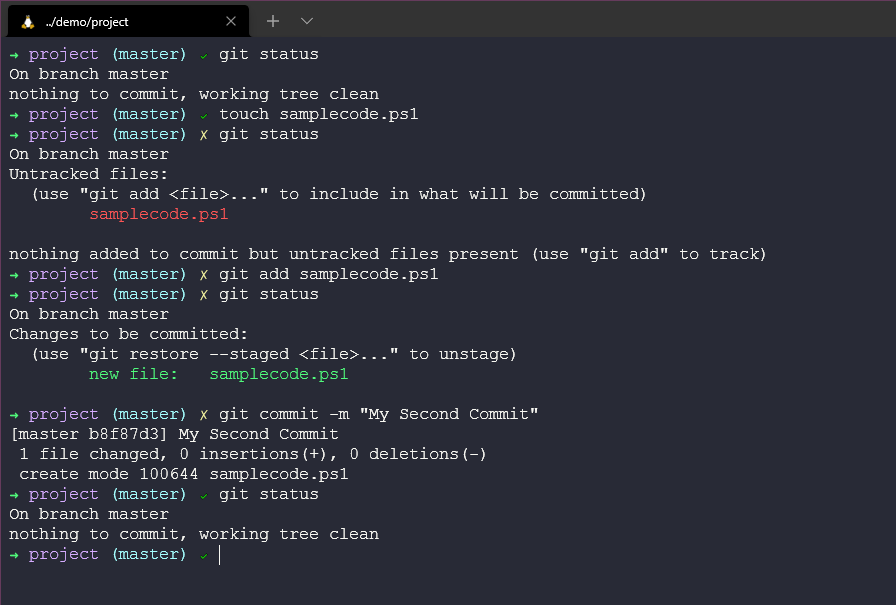 ../demo/project
→ project (master) ✓ git status
On branch master
nothing to commit, working tree clean
→ project (master) ✓ touch samplecode.ps1
→ project (master) ✗ git status
On branch master
Untracked files:
  (use "git add <file>..." to include in what will be committed)
        samplecode.ps1

nothing added to commit but untracked files present (use "git add" to track)
→ project (master) ✗ git add samplecode.ps1
→ project (master) ✗ git status
On branch master
Changes to be committed:
  (use "git restore --staged <file>..." to unstage)
        new file:   samplecode.ps1

→ project (master) ✗ git commit -m "My Second Commit"
[master b8f87d3] My Second Commit
 1 file changed, 0 insertions(+), 0 deletions(-)
 create mode 100644 samplecode.ps1
→ project (master) ✓ git status
On branch master
nothing to commit, working tree clean
→ project (master) ✓